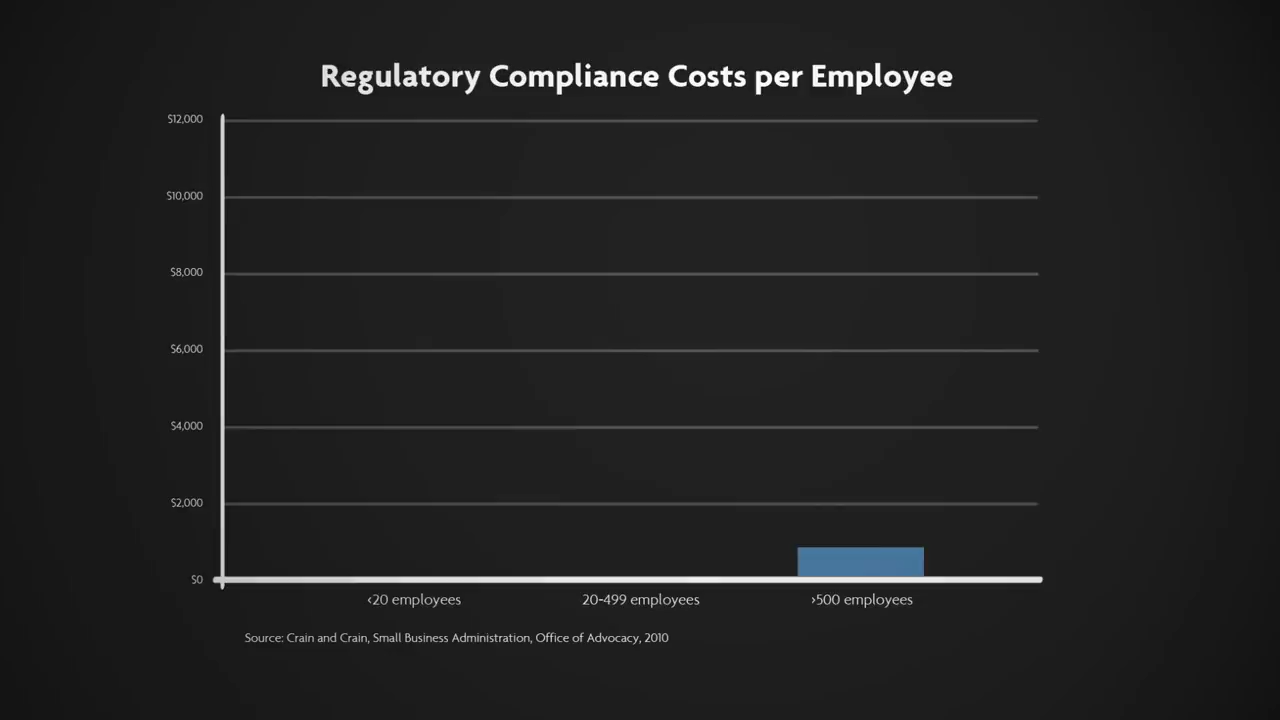 Regulatory Compliance Costs per Employee
$12,000
$10,000
$8,000
$6,000
$4,000
$2,000
$0
<20 employees
20-499 employees
>500 employees
Source: Crain and Crain, Small Business Administration, Office of Advocacy, 2010